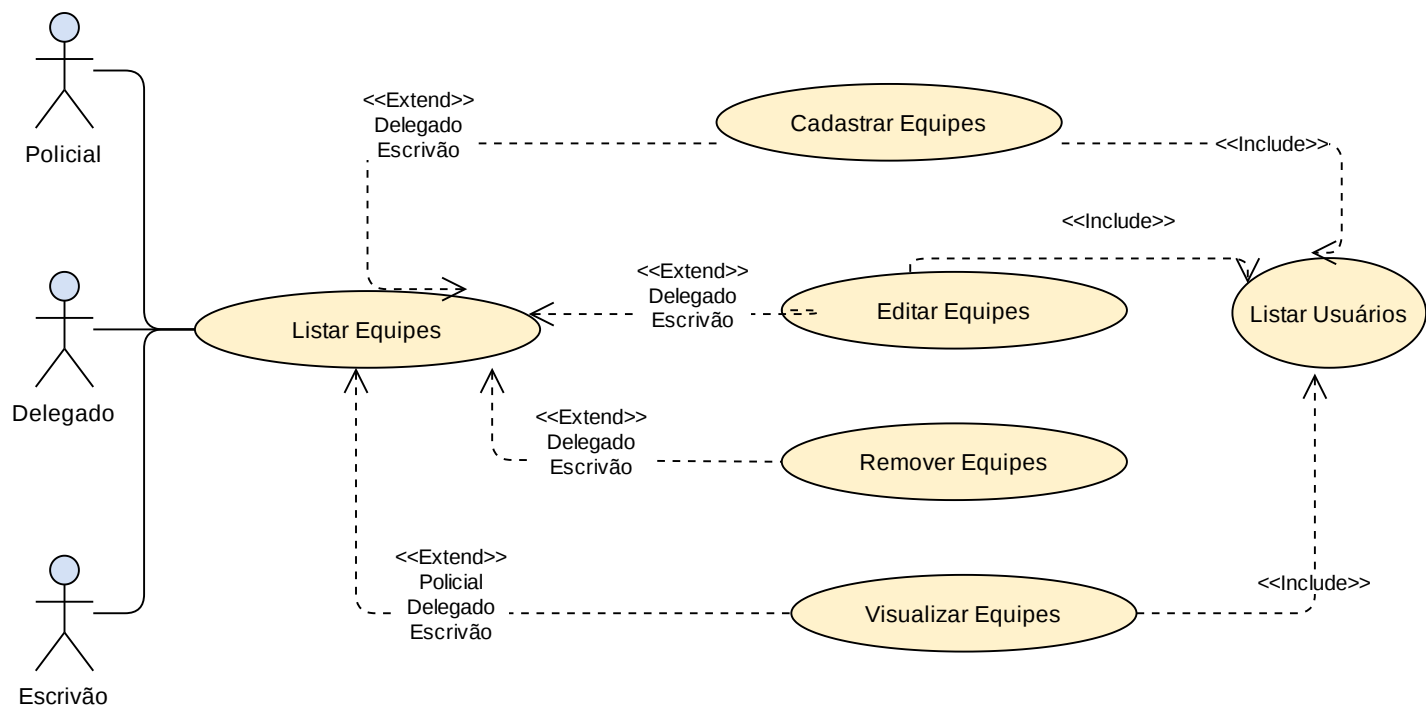 Policial
<<Extend>>
Delegado
Escrivão
Cadastrar Equipes
<<Include>>
<<Include>>
Delegado
Listar Equipes
<<Extend>>
Delegado
Escrivão
Editar Equipes
Listar Usuários
<<Extend>>
Delegado
Escrivão
Remover Equipes
<<Extend>>
Policial
Delegado
Escrivão
Visualizar Equipes
<<Include>>
Escrivão